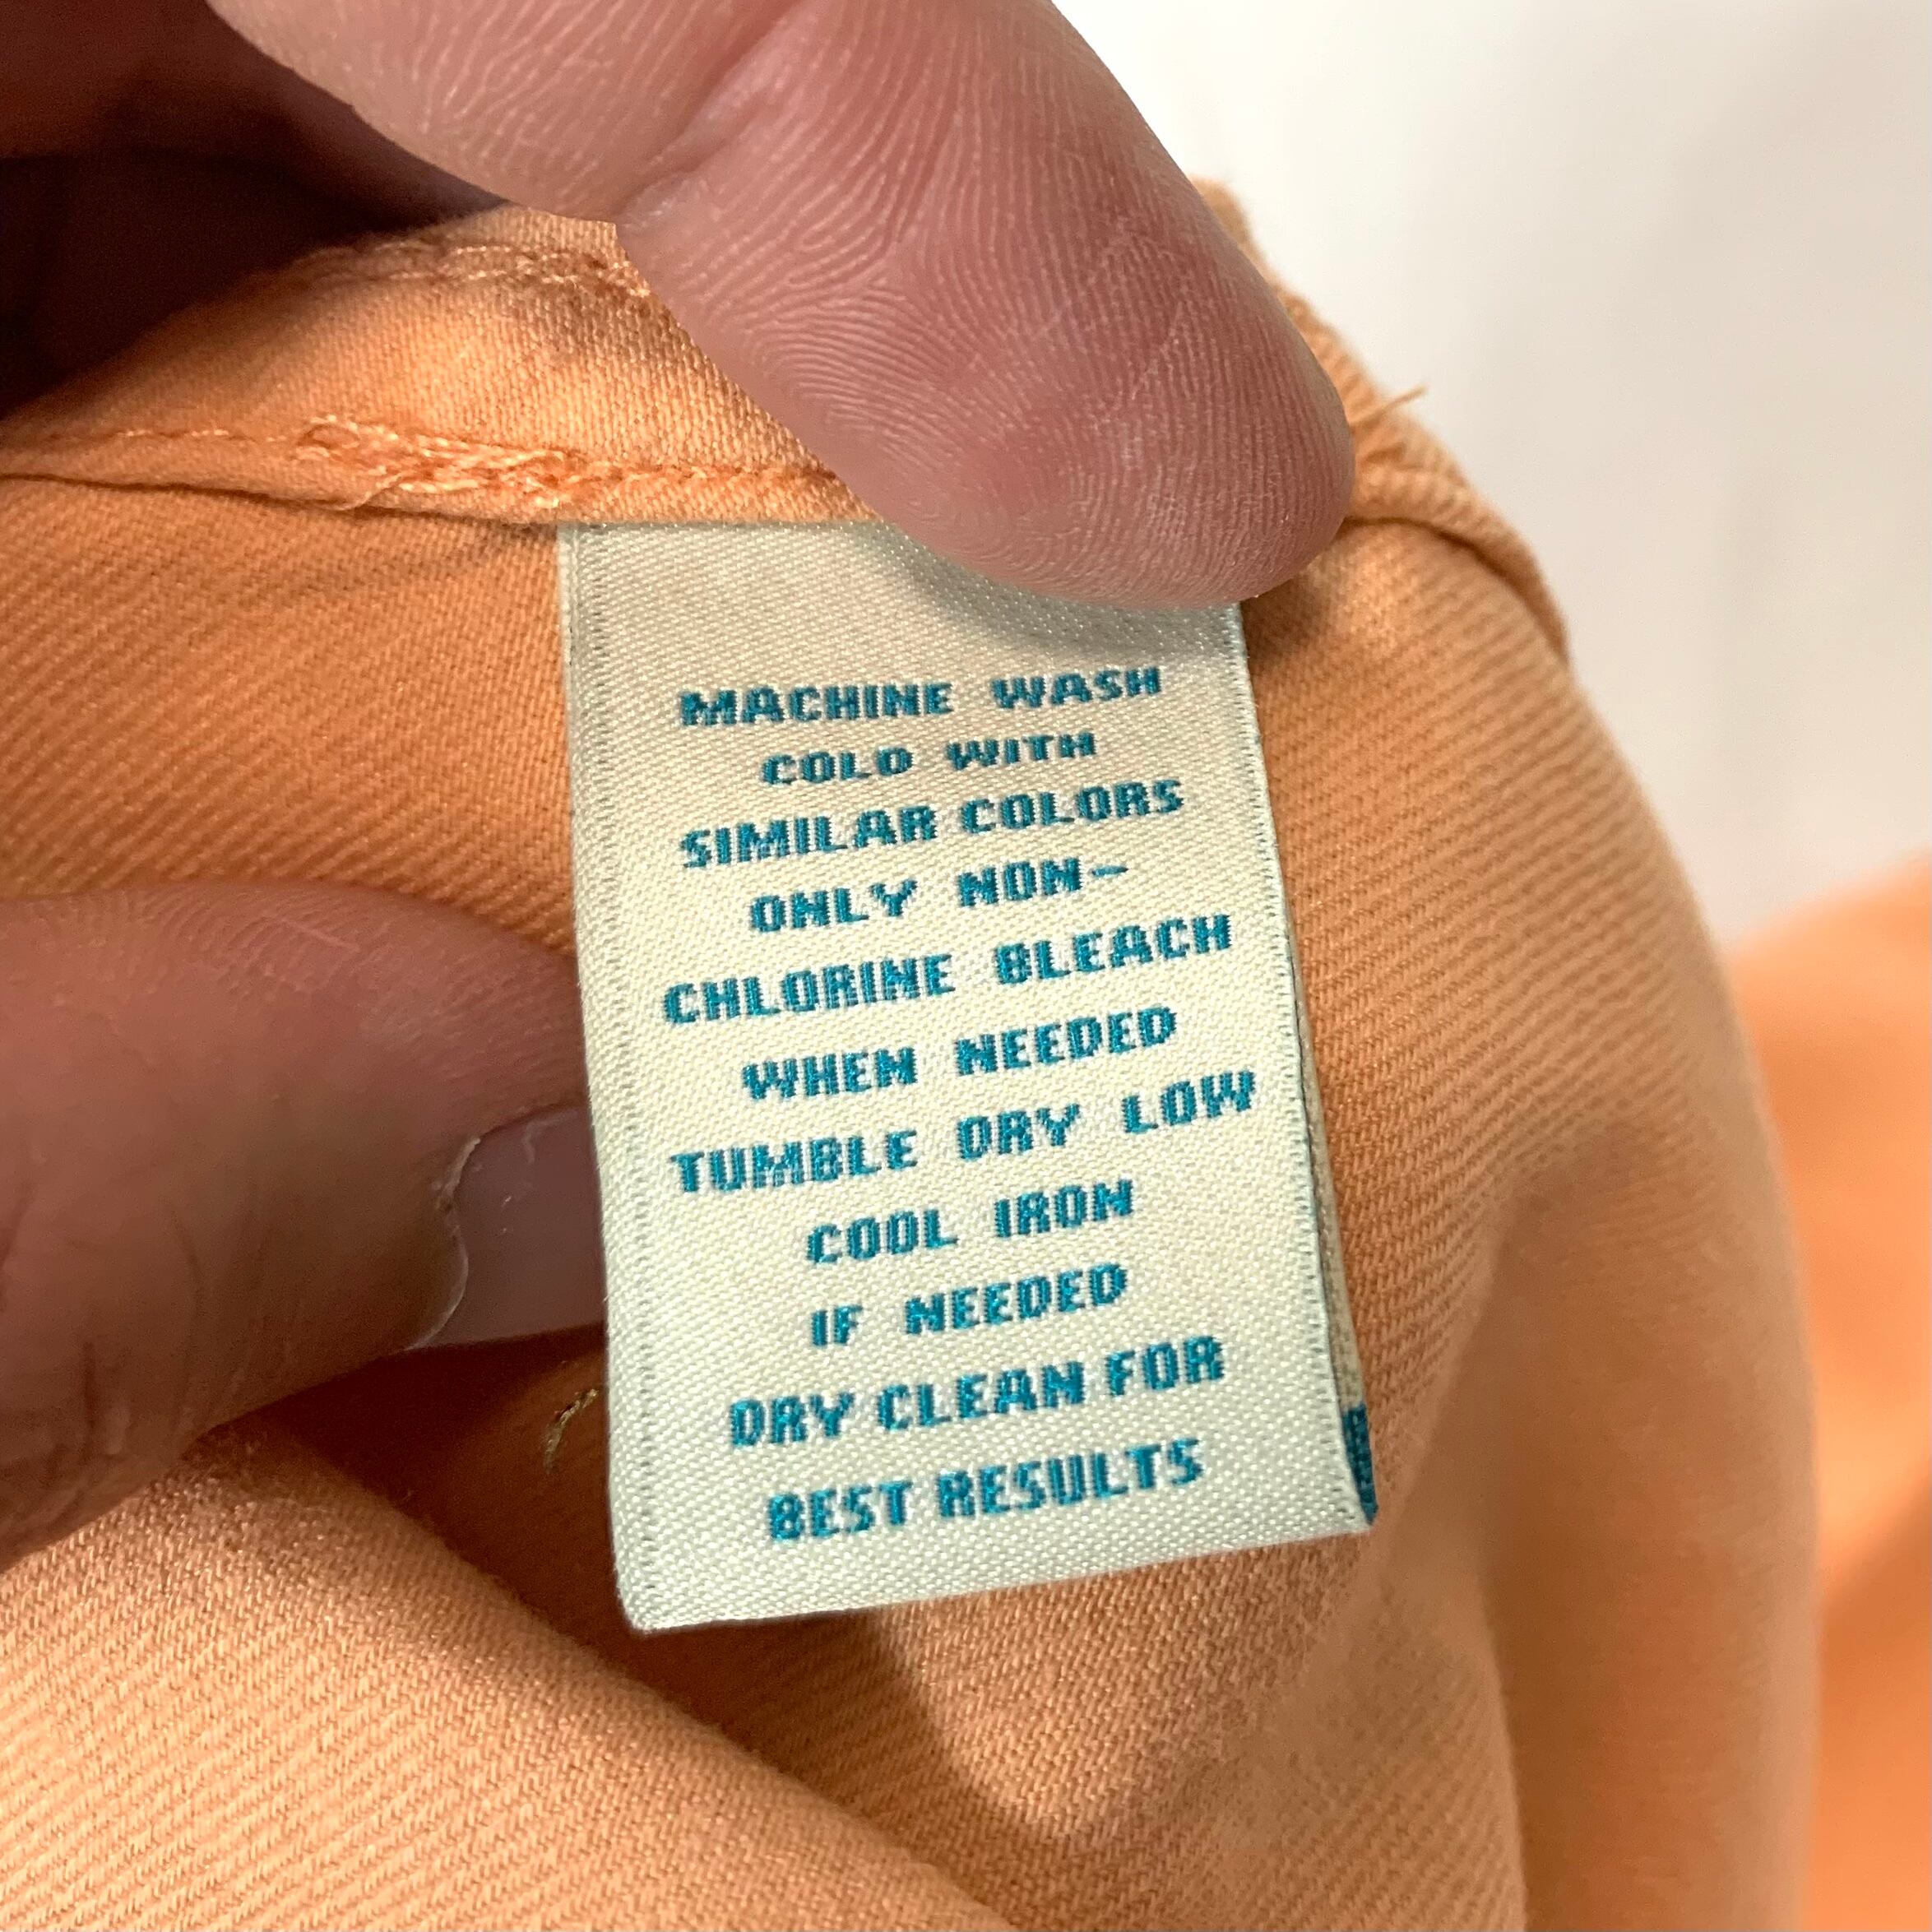 MACHINE WASH
COLD WITH
SIMILAR COLORS
ONLY NON-
CHLORINE BLEACH
WHEN NEEDED
TUMBLE DRY LOW
COOL IRON
IF NEEDED
DRY CLEAN FOR
BEST RESULTS